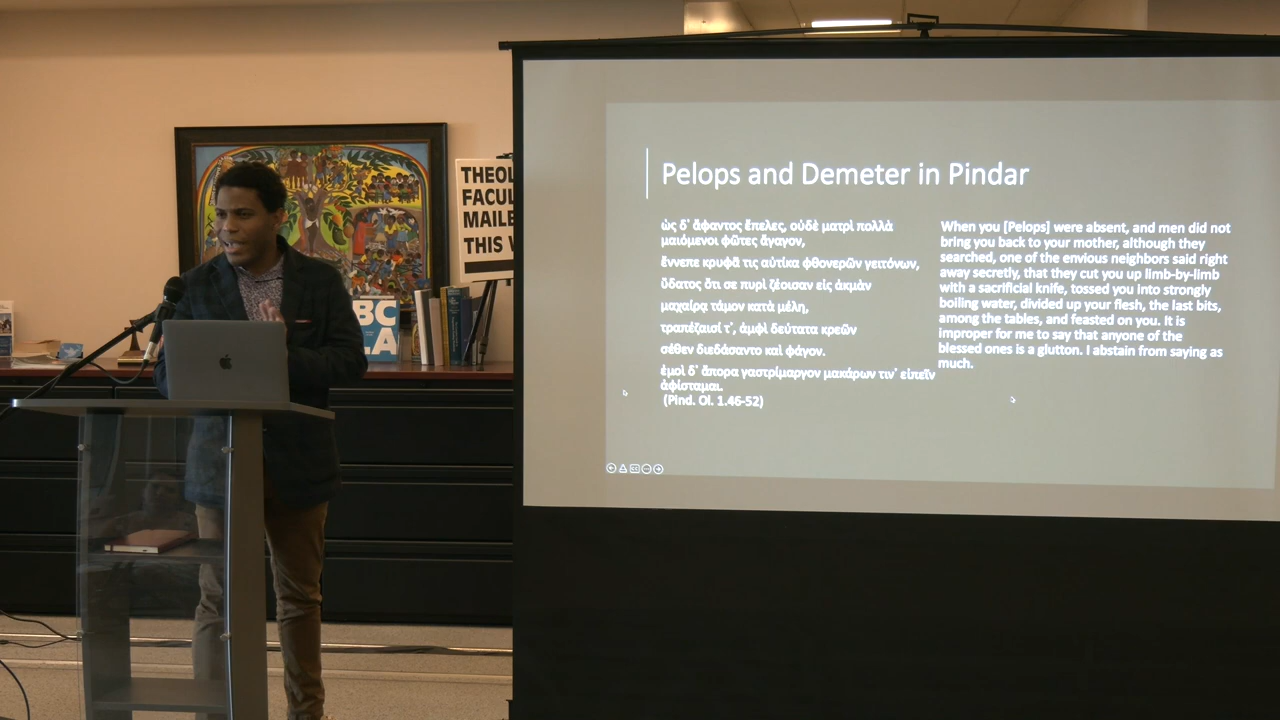 THEOL
FACUL
MAILE
THIS
BC
LA
Pelops and Demeter in Pindar
ὡς δ' ἄφαντος ἔπελες, οὐδὲ ματρὶ πολλὰ
μαιόμενοι φῶτες ἄγαγον,
ἔννεπε κρυφᾷ τις αὐτίκα φθονερῶν γειτόνων,
ὕδατος ὅτι σε πυρὶ ζέοισαν εἰς ἀκμὰν
μαχαίρᾳ τάμον κατὰ μέλη,
τραπέζαισί τ', ἀμφὶ δεύτατα κρεῶν
σέθεν διεδάσαντο καὶ φάγον.
ἐμοὶ δ' ἄπορα γαστρίμαργον μακάρων τιν' εἰπεῖν
ἀφίσταμαι.
(Pind. Ol. 1.46-52)
When you [Pelops] were absent, and men did not
bring you back to your mother, although they
searched, one of the envious neighbors said right
away secretly, that they cut you up limb-by-limb
with a sacrificial knife, tossed you into strongly
boiling water, divided up your flesh, the last bits,
among the tables, and feasted on you. It is
improper for me to say that anyone of the
blessed ones is a glutton. I abstain from saying as
much.